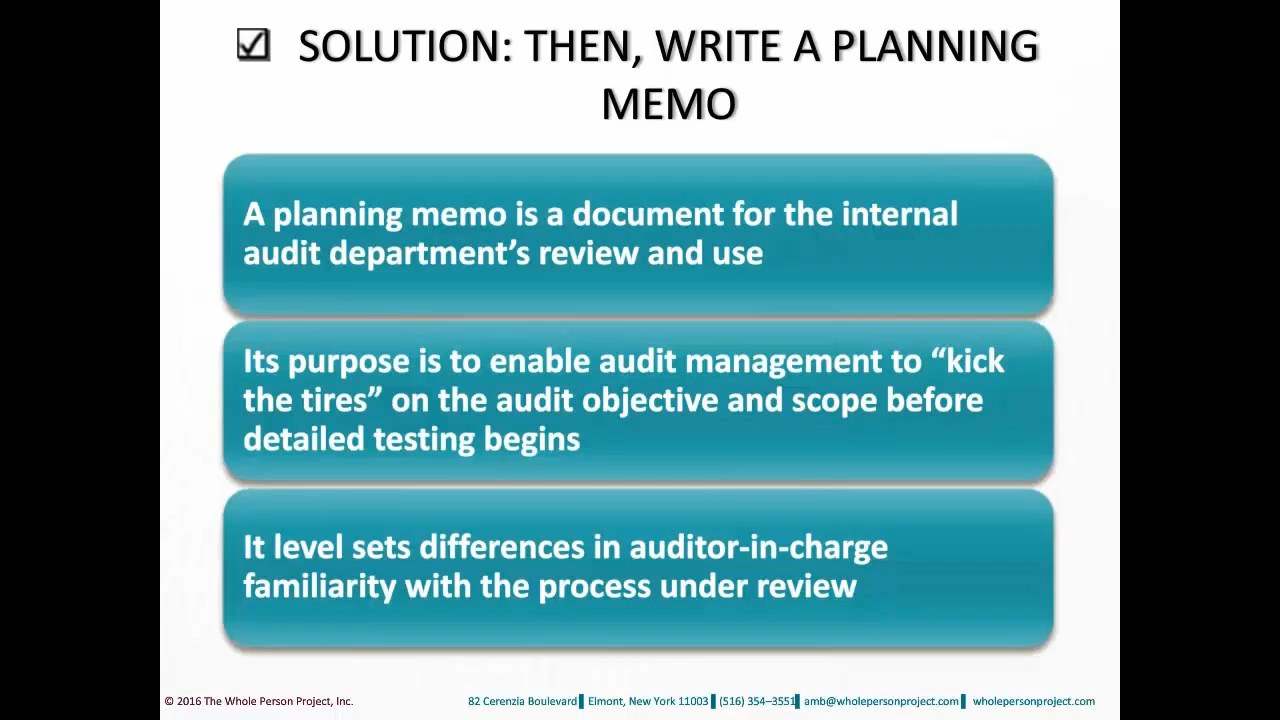 ☑ SOLUTION: THEN, WRITE A PLANNING
MEMO
A planning memo is a document for the internal
audit department’s review and use
Its purpose is to enable audit management to “kick
the tires” on the audit objective and scope before
detailed testing begins
It level sets differences in auditor-in-charge
familiarity with the process under review
© 2016 The Whole Person Project, Inc.
82 Cerenzia Boulevard▌Elmont, New York 11003▌(516) 354–3551▌amb@wholepersonproject.com▌ wholepersonproject.com